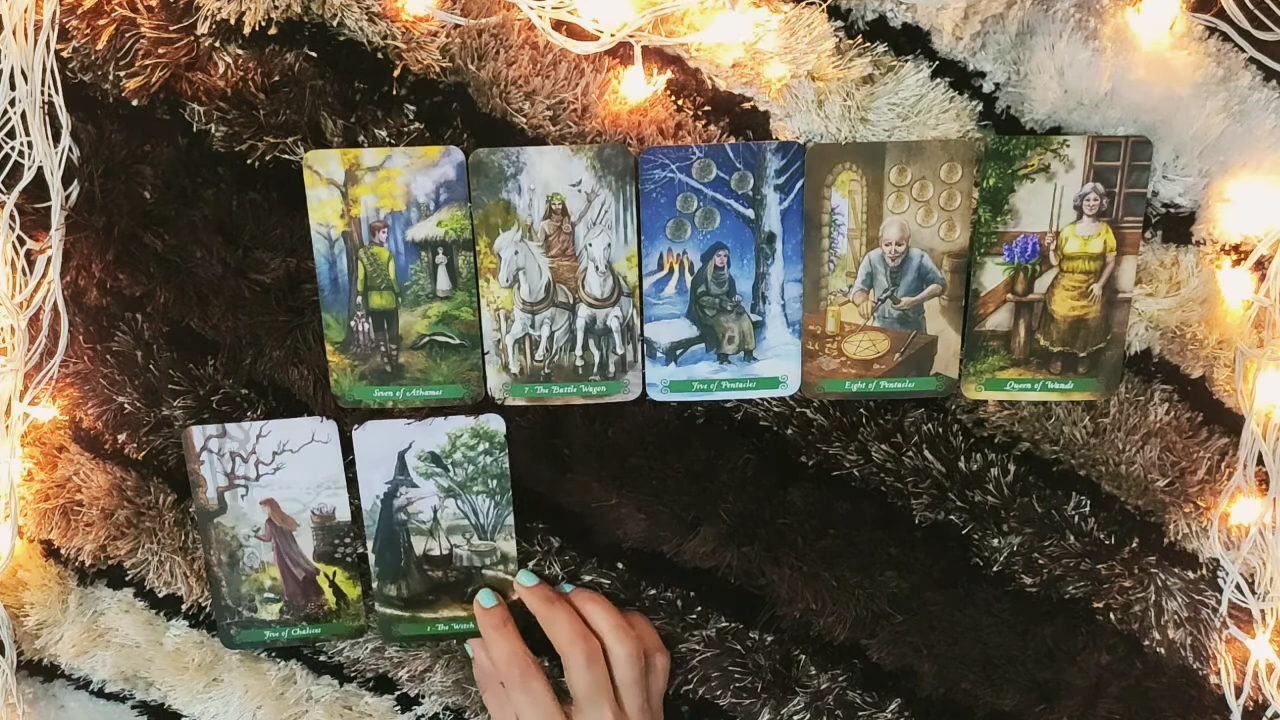 Seven of Athames
7 - The Battle Wagon
Five of Pentacles
Eight of Pentacles
Queen of Wands
Five of Chalices
1 - The Witch